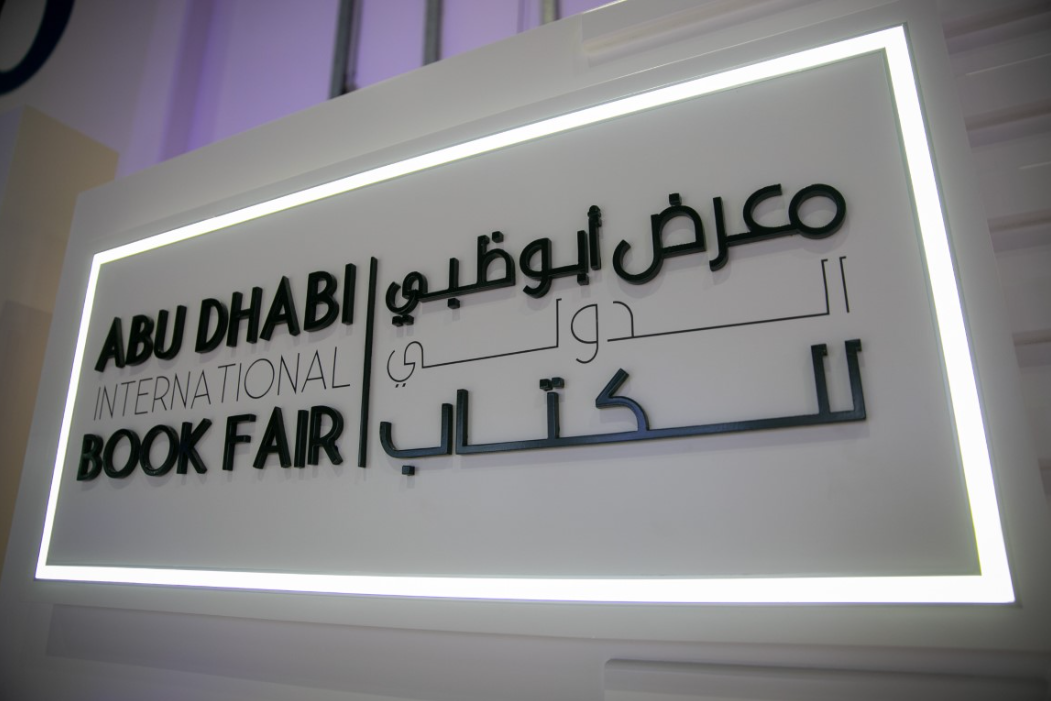 ABU DHABI
INTERNATIONAL
BOOK FAIR
معرض أبوظبي
الدولي
للكتاب